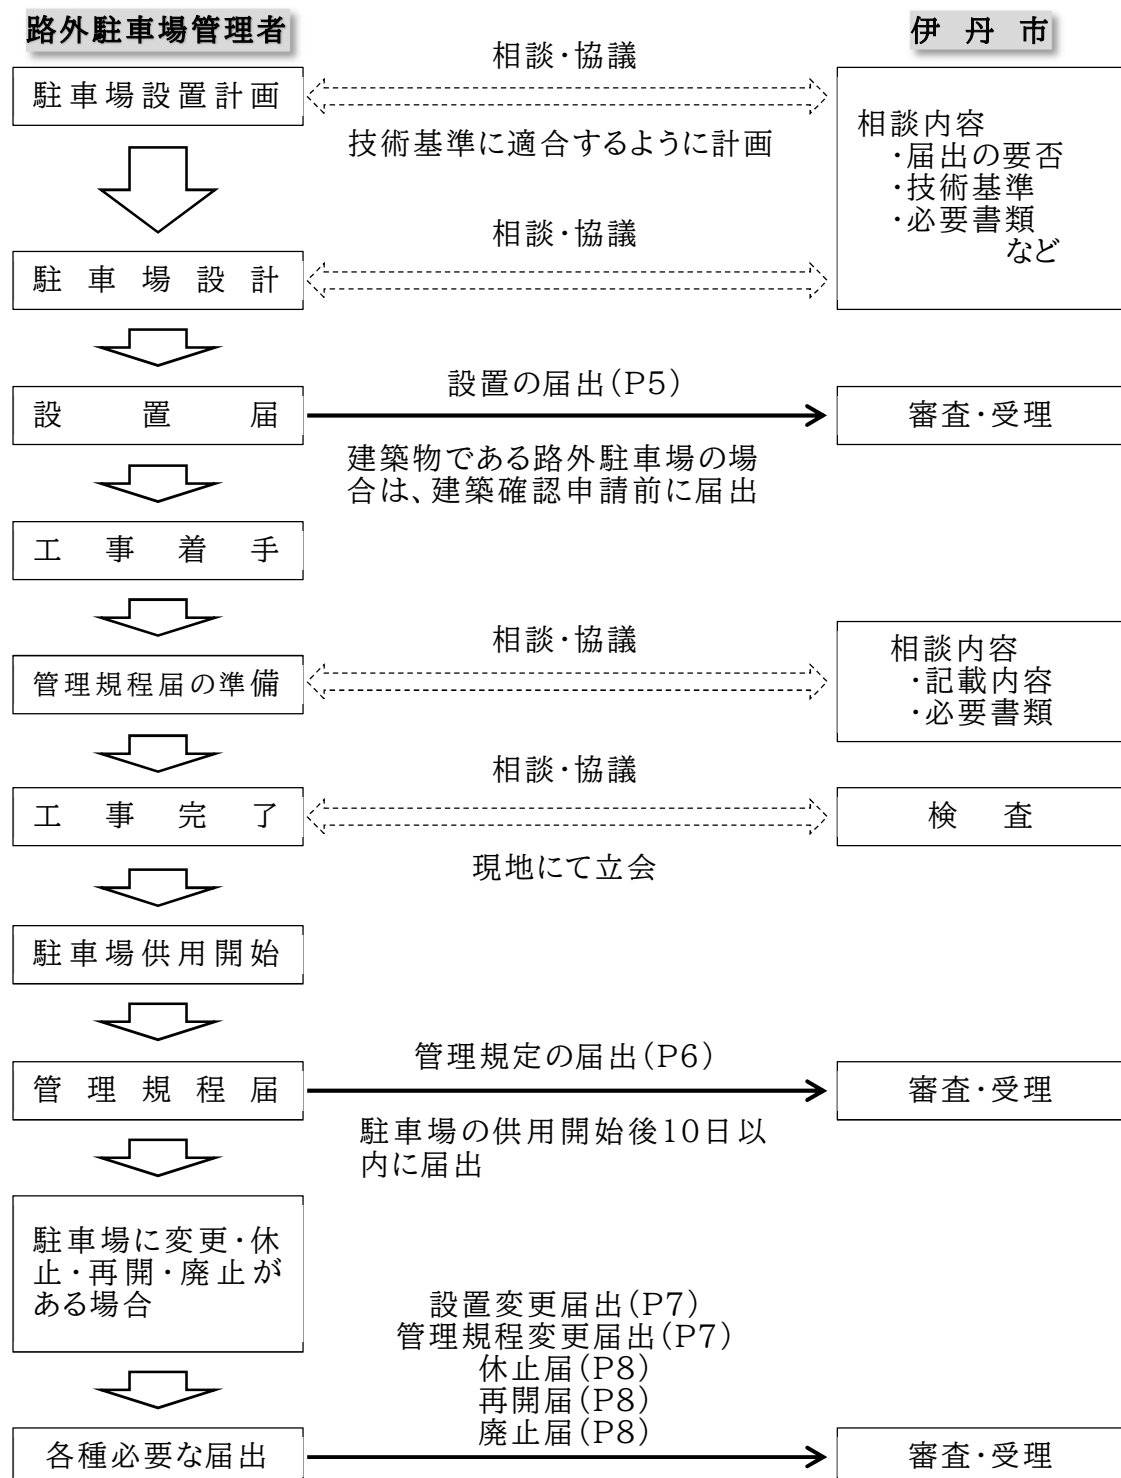 路外駐車場管理者
伊丹市
相談・協議
駐車場設置計画
技術基準に適合するように計画
相談内容
・届出の要否
・技術基準
・必要書類
など
相談・協議
駐車場設計
設置の届出(P5)
設置届
審査・受理
建築物である路外駐車場の場
合は、建築確認申請前に届出
工事着手
相談・協議
管理規程届の準備
相談内容
・記載内容
・必要書類
相談・協議
工事完了
検査
現地にて立会
駐車場供用開始
管理規定の届出(P6)
管理規程届
審査・受理
駐車場の供用開始後10日以
内に届出
駐車場に変更・休
止・再開・廃止が
ある場合
設置変更届出(P7)
管理規程変更届出(P7)
休止届(P8)
再開届(P8)
廃止届(P8)
各種必要な届出
審査・受理